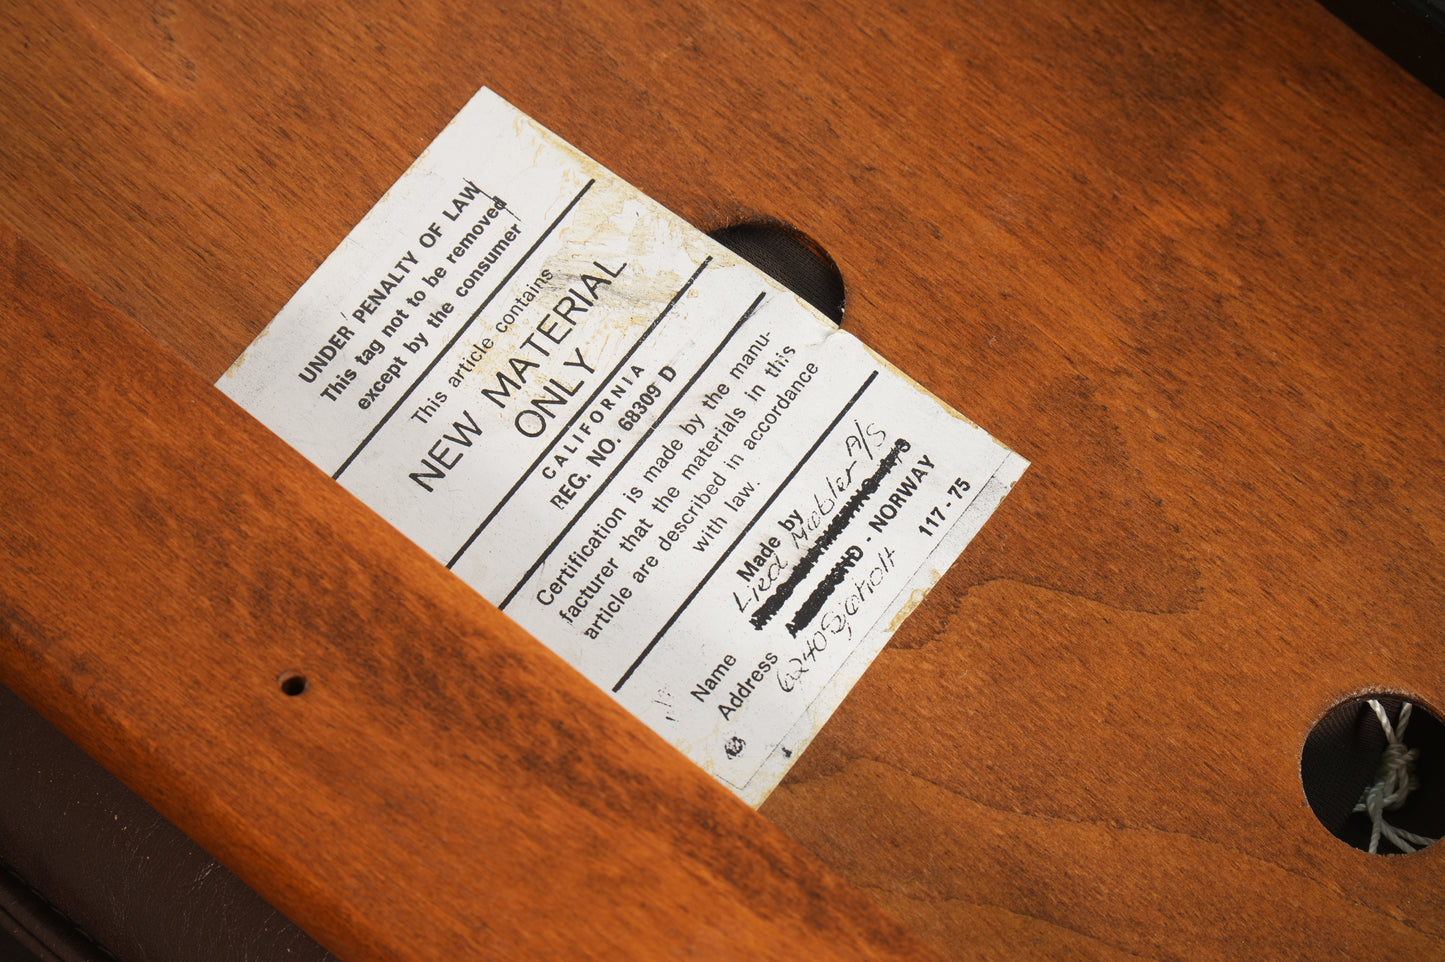 UNDER PENALTY OF LAW
This tag not to be removed
except by the consumer
This article contains
NEW MATERIAL
ONLY
CALIFORNIA
REG. NO. 68309 D
Certification is made by the manu-
facturer that the materials in this
article are described in accordance
with law.
Made by
Lied Møbler A/S
Name
- NORWAY
Address
6240
117-75